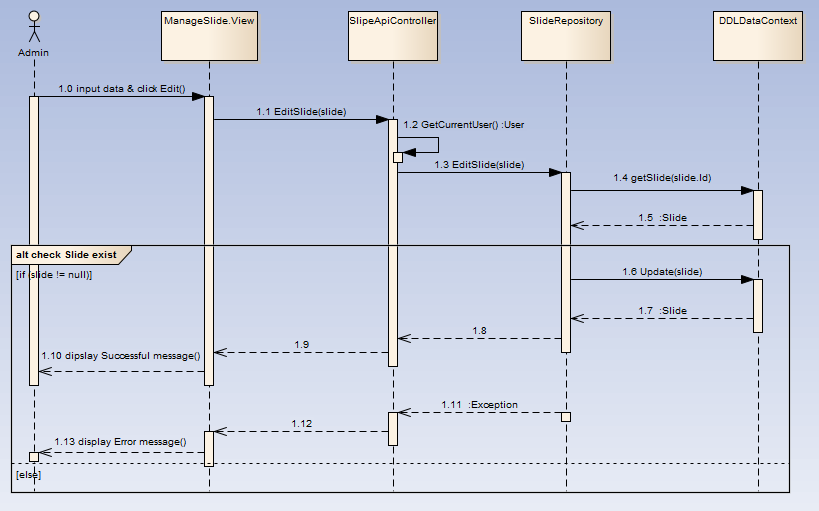 ManageSlide.View
SlipeApiController
SlideRepository
DDLDataContext
Admin
1.0 input data & click Edit()
1.1 EditSlide(slide)
1.2 GetCurrentUser() :User
1.3 EditSlide(slide)
1.4 getSlide(slide.Id)
1.5 :Slide
alt check Slide exist
[if (slide != null)]
1.6 Update(slide)
1.7 :Slide
1.8
1.9
1.10 dipslay Successful message()
1.11 :Exception
1.12
1.13 display Error message()
[else]